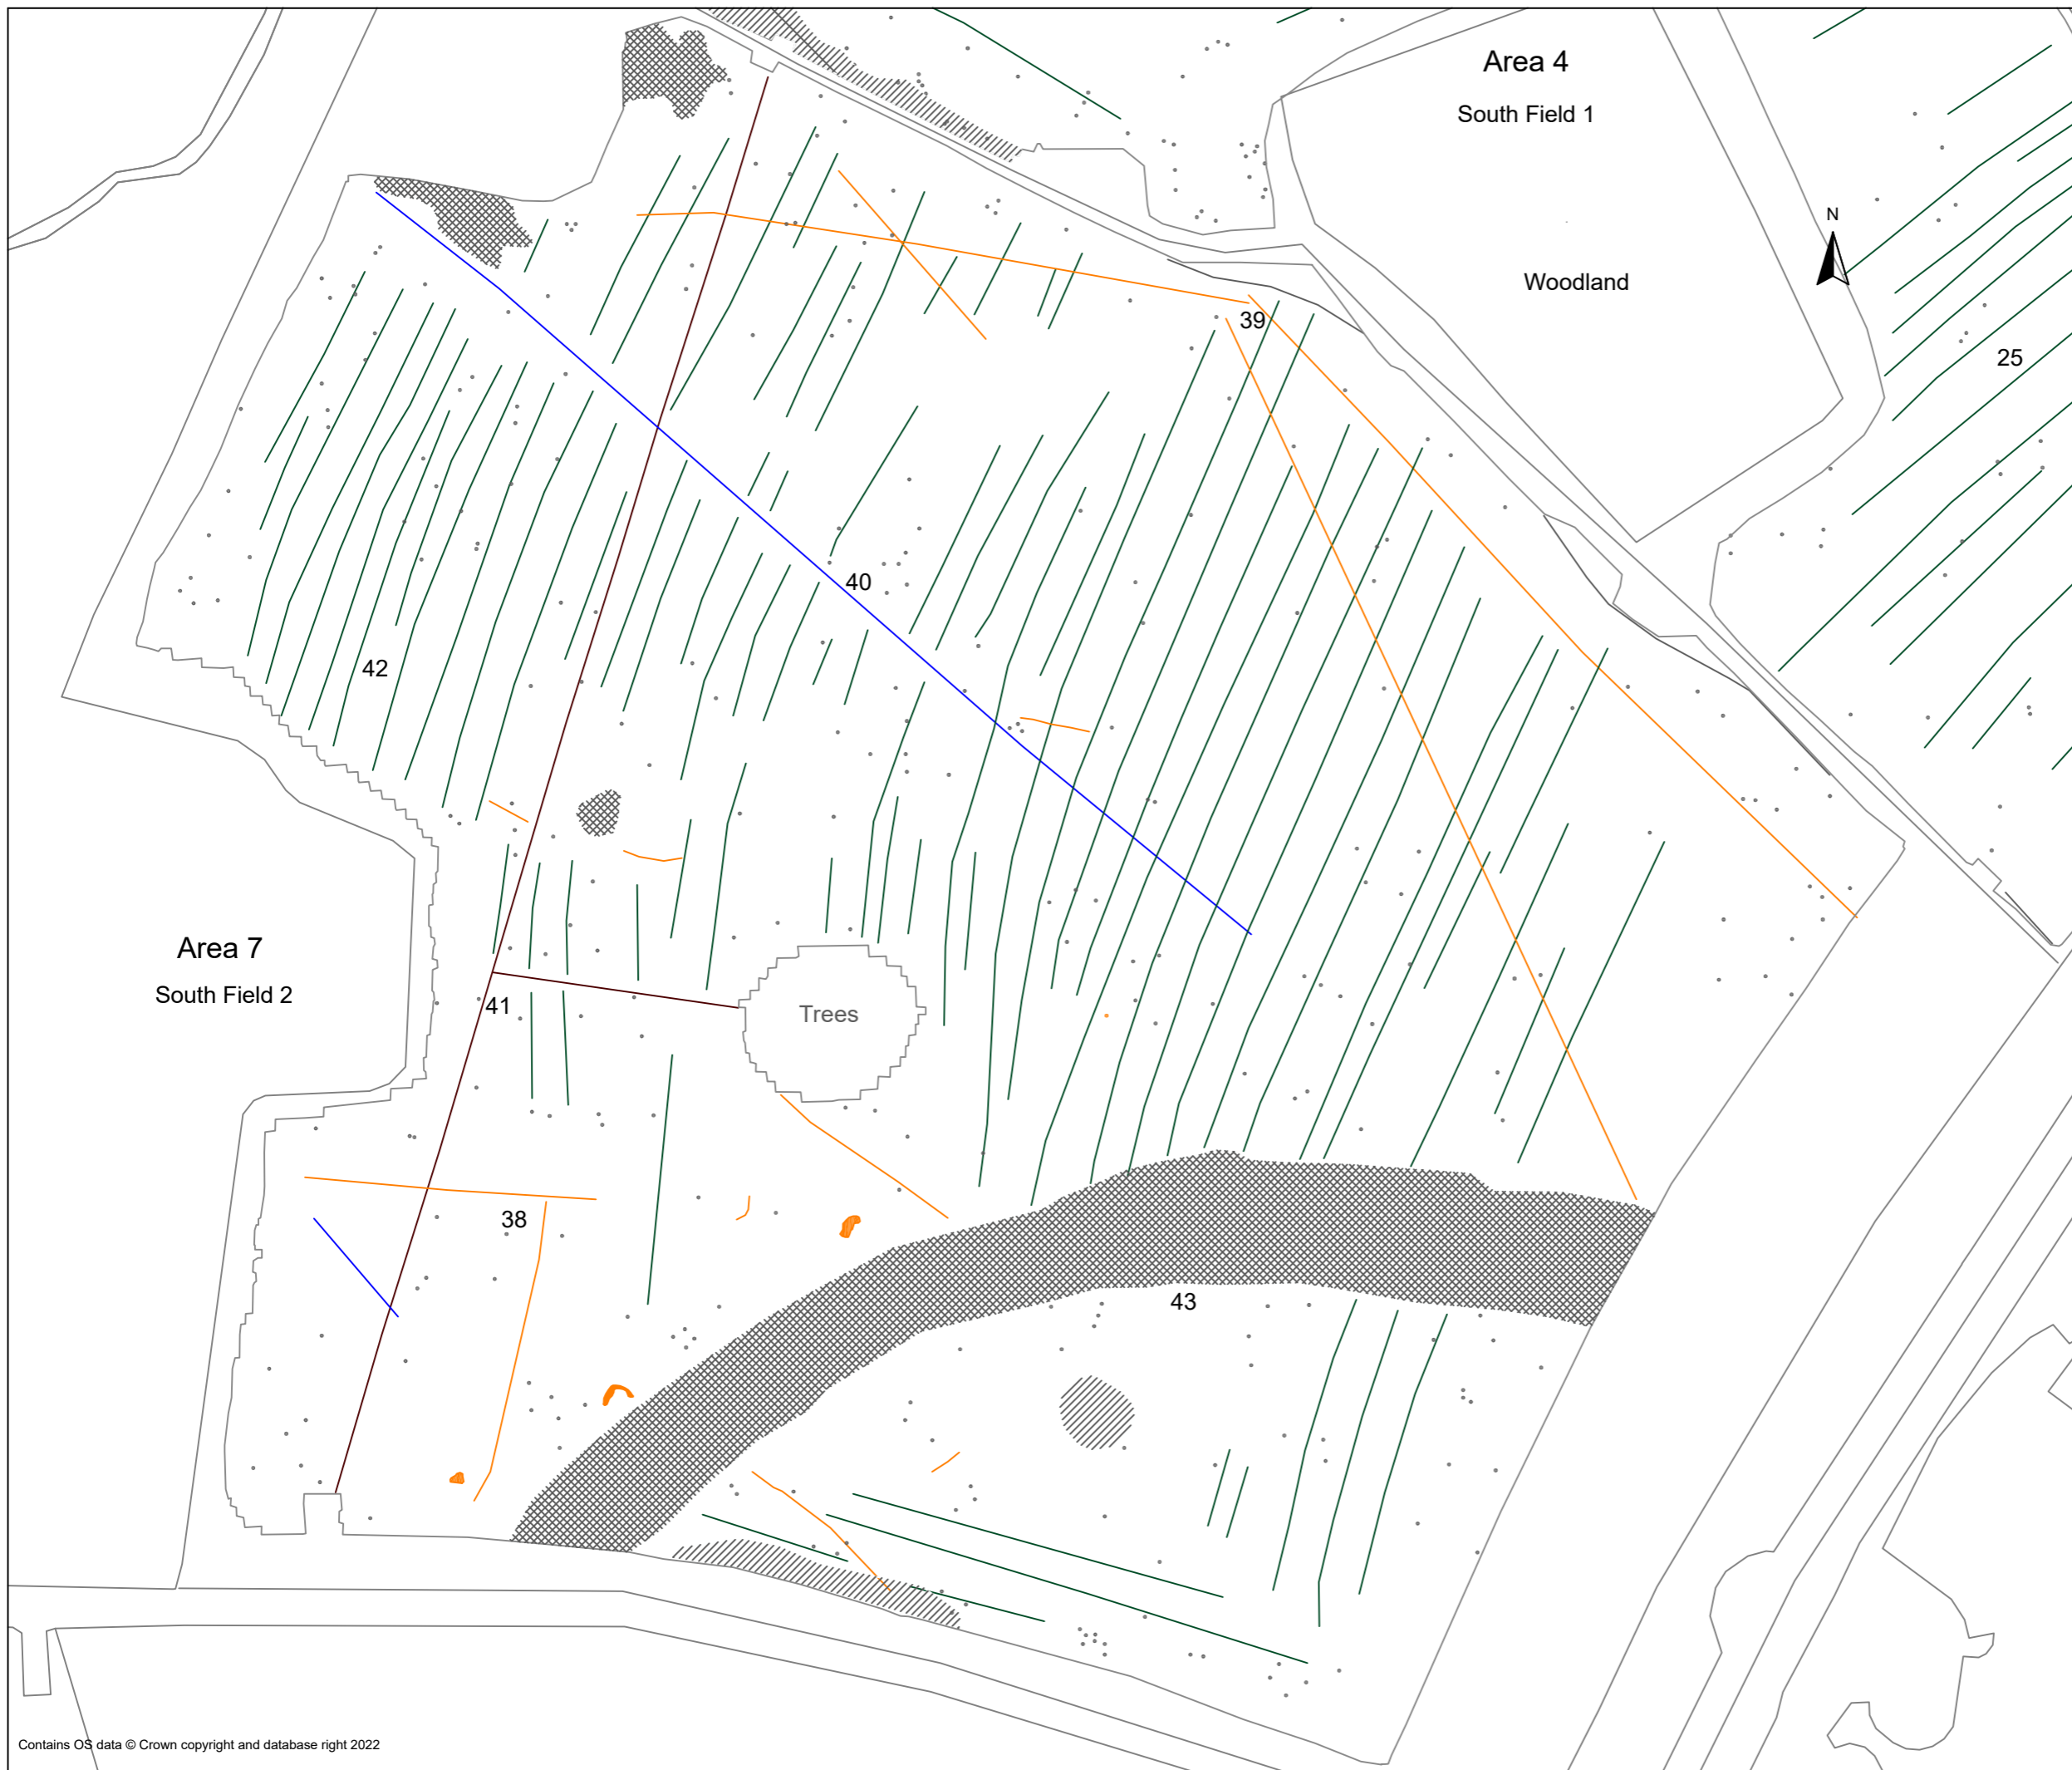 Area 4
South Field 1
N
Woodland
39
25
40
42
Area 7
South Field 2
41
Trees
38
43
Contains OS data © Crown copyright and database right 2022